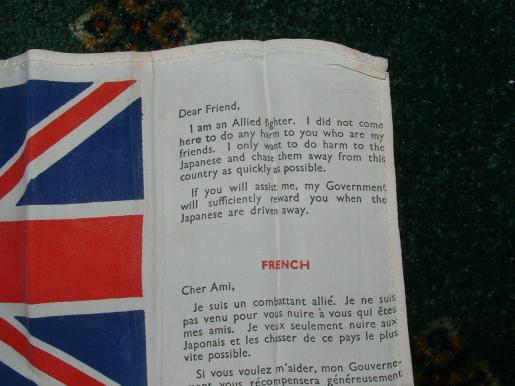 Dear Friend,
I am an Allied fighter. I did not come
here to do any harm to you who are my
friends. I only want to do harm to the
Japanese and chase them away from this
country as quickly as possible.
If you will assist me, my Government
will sufficiently reward you when the
Japanese are driven away.
FRENCH
Cher Ami,
Je suis un combattant allié. Je ne suis
pas venu pour vous nuire à vous qui êtes
mes amis. Je veux seulement nuire aux
Japonais et les chasser de ce pays le plus
vite possible.
Si vous voulez m'aider, mon Gouverne-
ment vous récompensera généreusement